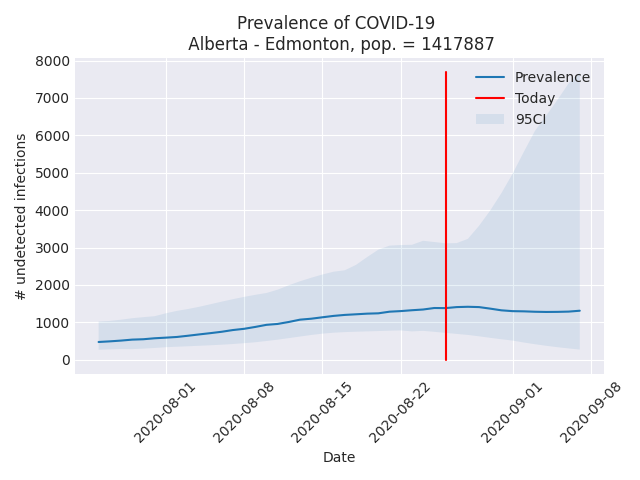 Prevalence of COVID-19
Alberta - Edmonton, pop. = 1417887
8000
7000
6000
5000
4000
3000
2000
1000
0
# undetected infections
Prevalence
Today
95CI
2020-08-01
2020-08-08
2020-08-15
2020-08-22
2020-09-01
2020-09-08
Date